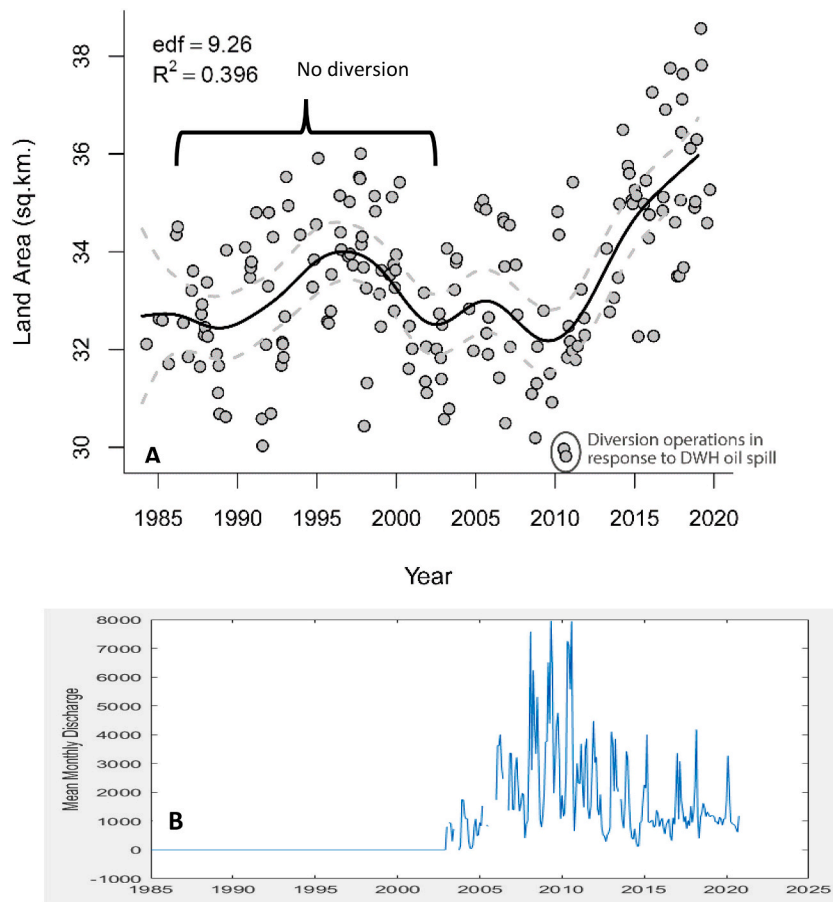 edf = 9.26
R² = 0.396
No diversion
Land Area (sq.km.)
38
36
34
32
30
A
Diversion operations in
response to DWH oil spill
1985 1990 1995 2000 2005 2010 2015 2020
Year
Mean Monthly Discharge
8000
7000
6000
5000
4000
3000
2000
1000
0
-1000
B
1985 1990 1995 2000 2005 2010 2015 2020 2025